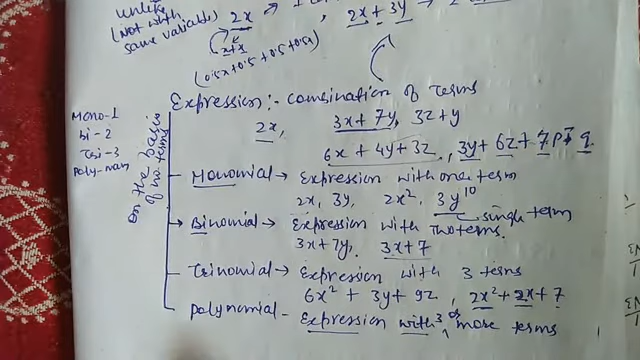 unlike
(Not with
same variable)
2x →
x+x
(0.5x+0.5+0.5+0.5x)
, 2x + 3y → 2
Expression:- combination of terms
2x, 3x + 7y, 3z + y
6x + 4y + 3z, 3y + 6z + 7p + q.
Mono-1
bi - 2
Tri - 3
Poly-many
on the basis
of no. terms
Monomial → Expression with one term
2x, 3y, 2x², 3y¹⁰
single term
Binomial → Expression with Two terms.
3x+7y, 3x+7
Trinomial → Expression with 3 terms
6x² + 3y + 9z, 2x² + 2x + 7
Polynomial - Expression with 3 or more terms